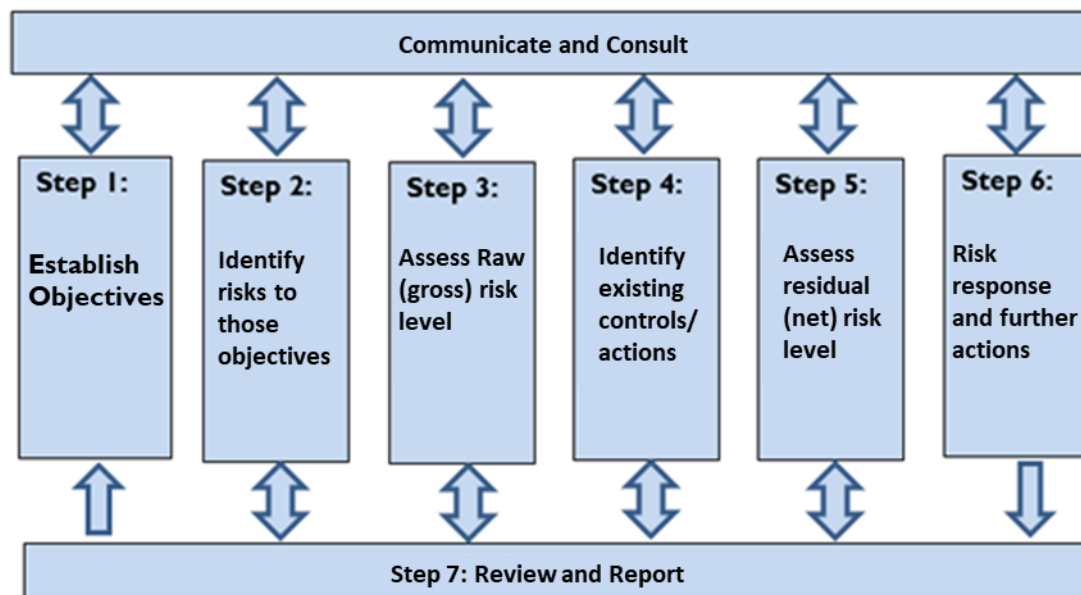 Communicate and Consult
Step 1:
Establish
Objectives
Step 2:
Identify
risks to
those
objectives
Step 3:
Assess Raw
(gross) risk
level
Step 4:
Identify
existing
controls/
actions
Step 5:
Assess
residual
(net) risk
level
Step 6:
Risk
response
and further
actions
Step 7: Review and Report